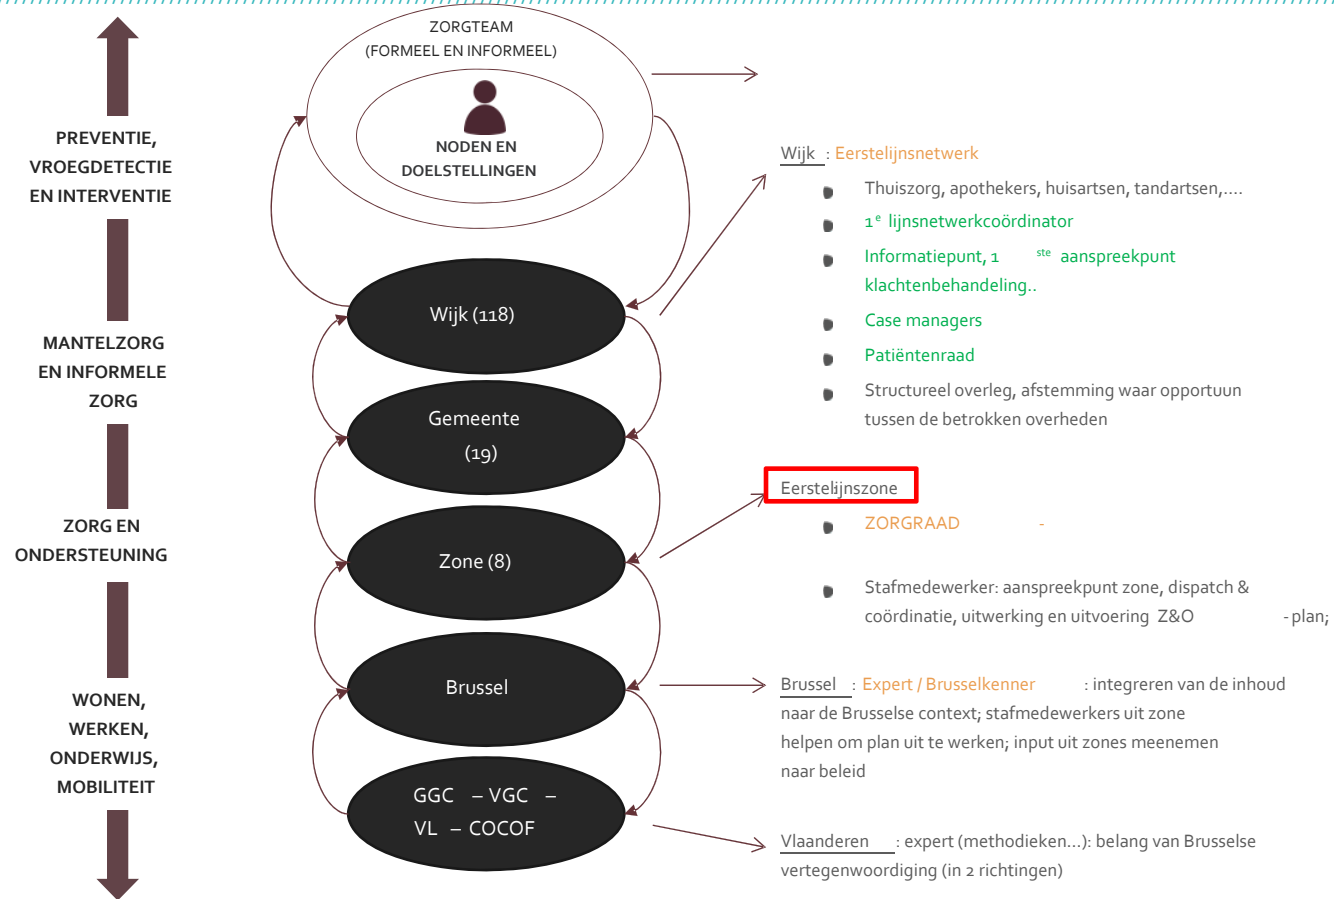 ZORGTEAM
(FORMEEL EN INFORMEEL)
NODEN EN
DOELSTELLINGEN
PREVENTIE,
VROEGDETECTIE
EN INTERVENTIE
MANTELZORG
EN INFORMELE
ZORG
ZORG EN
ONDERSTEUNING
WONEN,
WERKEN,
ONDERWIJS,
MOBILITEIT
Wijk (118)
Gemeente
(19)
Zone (8)
Brussel
GGC – VGC –
VL – COCOF
Wijk : Eerstelijnsnetwerk
Thuiszorg, apothekers, huisartsen, tandartsen,....
1e lijnsnetwerkcoördinator
Informatiepunt, 1 ste aanspreekpunt
klachtenbehandeling..
Case managers
Patiëntenraad
Structureel overleg, afstemming waar opportuun
tussen de betrokken overheden
Eerstelijnszone
ZORGRAAD -
Stafmedewerker: aanspreekpunt zone, dispatch &
coördinatie, uitwerking en uitvoering Z&O -plan;
Brussel : Expert / Brusselkenner : integreren van de inhoud
naar de Brusselse context; stafmedewerkers uit zone
helpen om plan uit te werken; input uit zones meenemen
naar beleid
Vlaanderen : expert (methodieken...): belang van Brusselse
vertegenwoordiging (in 2 richtingen)